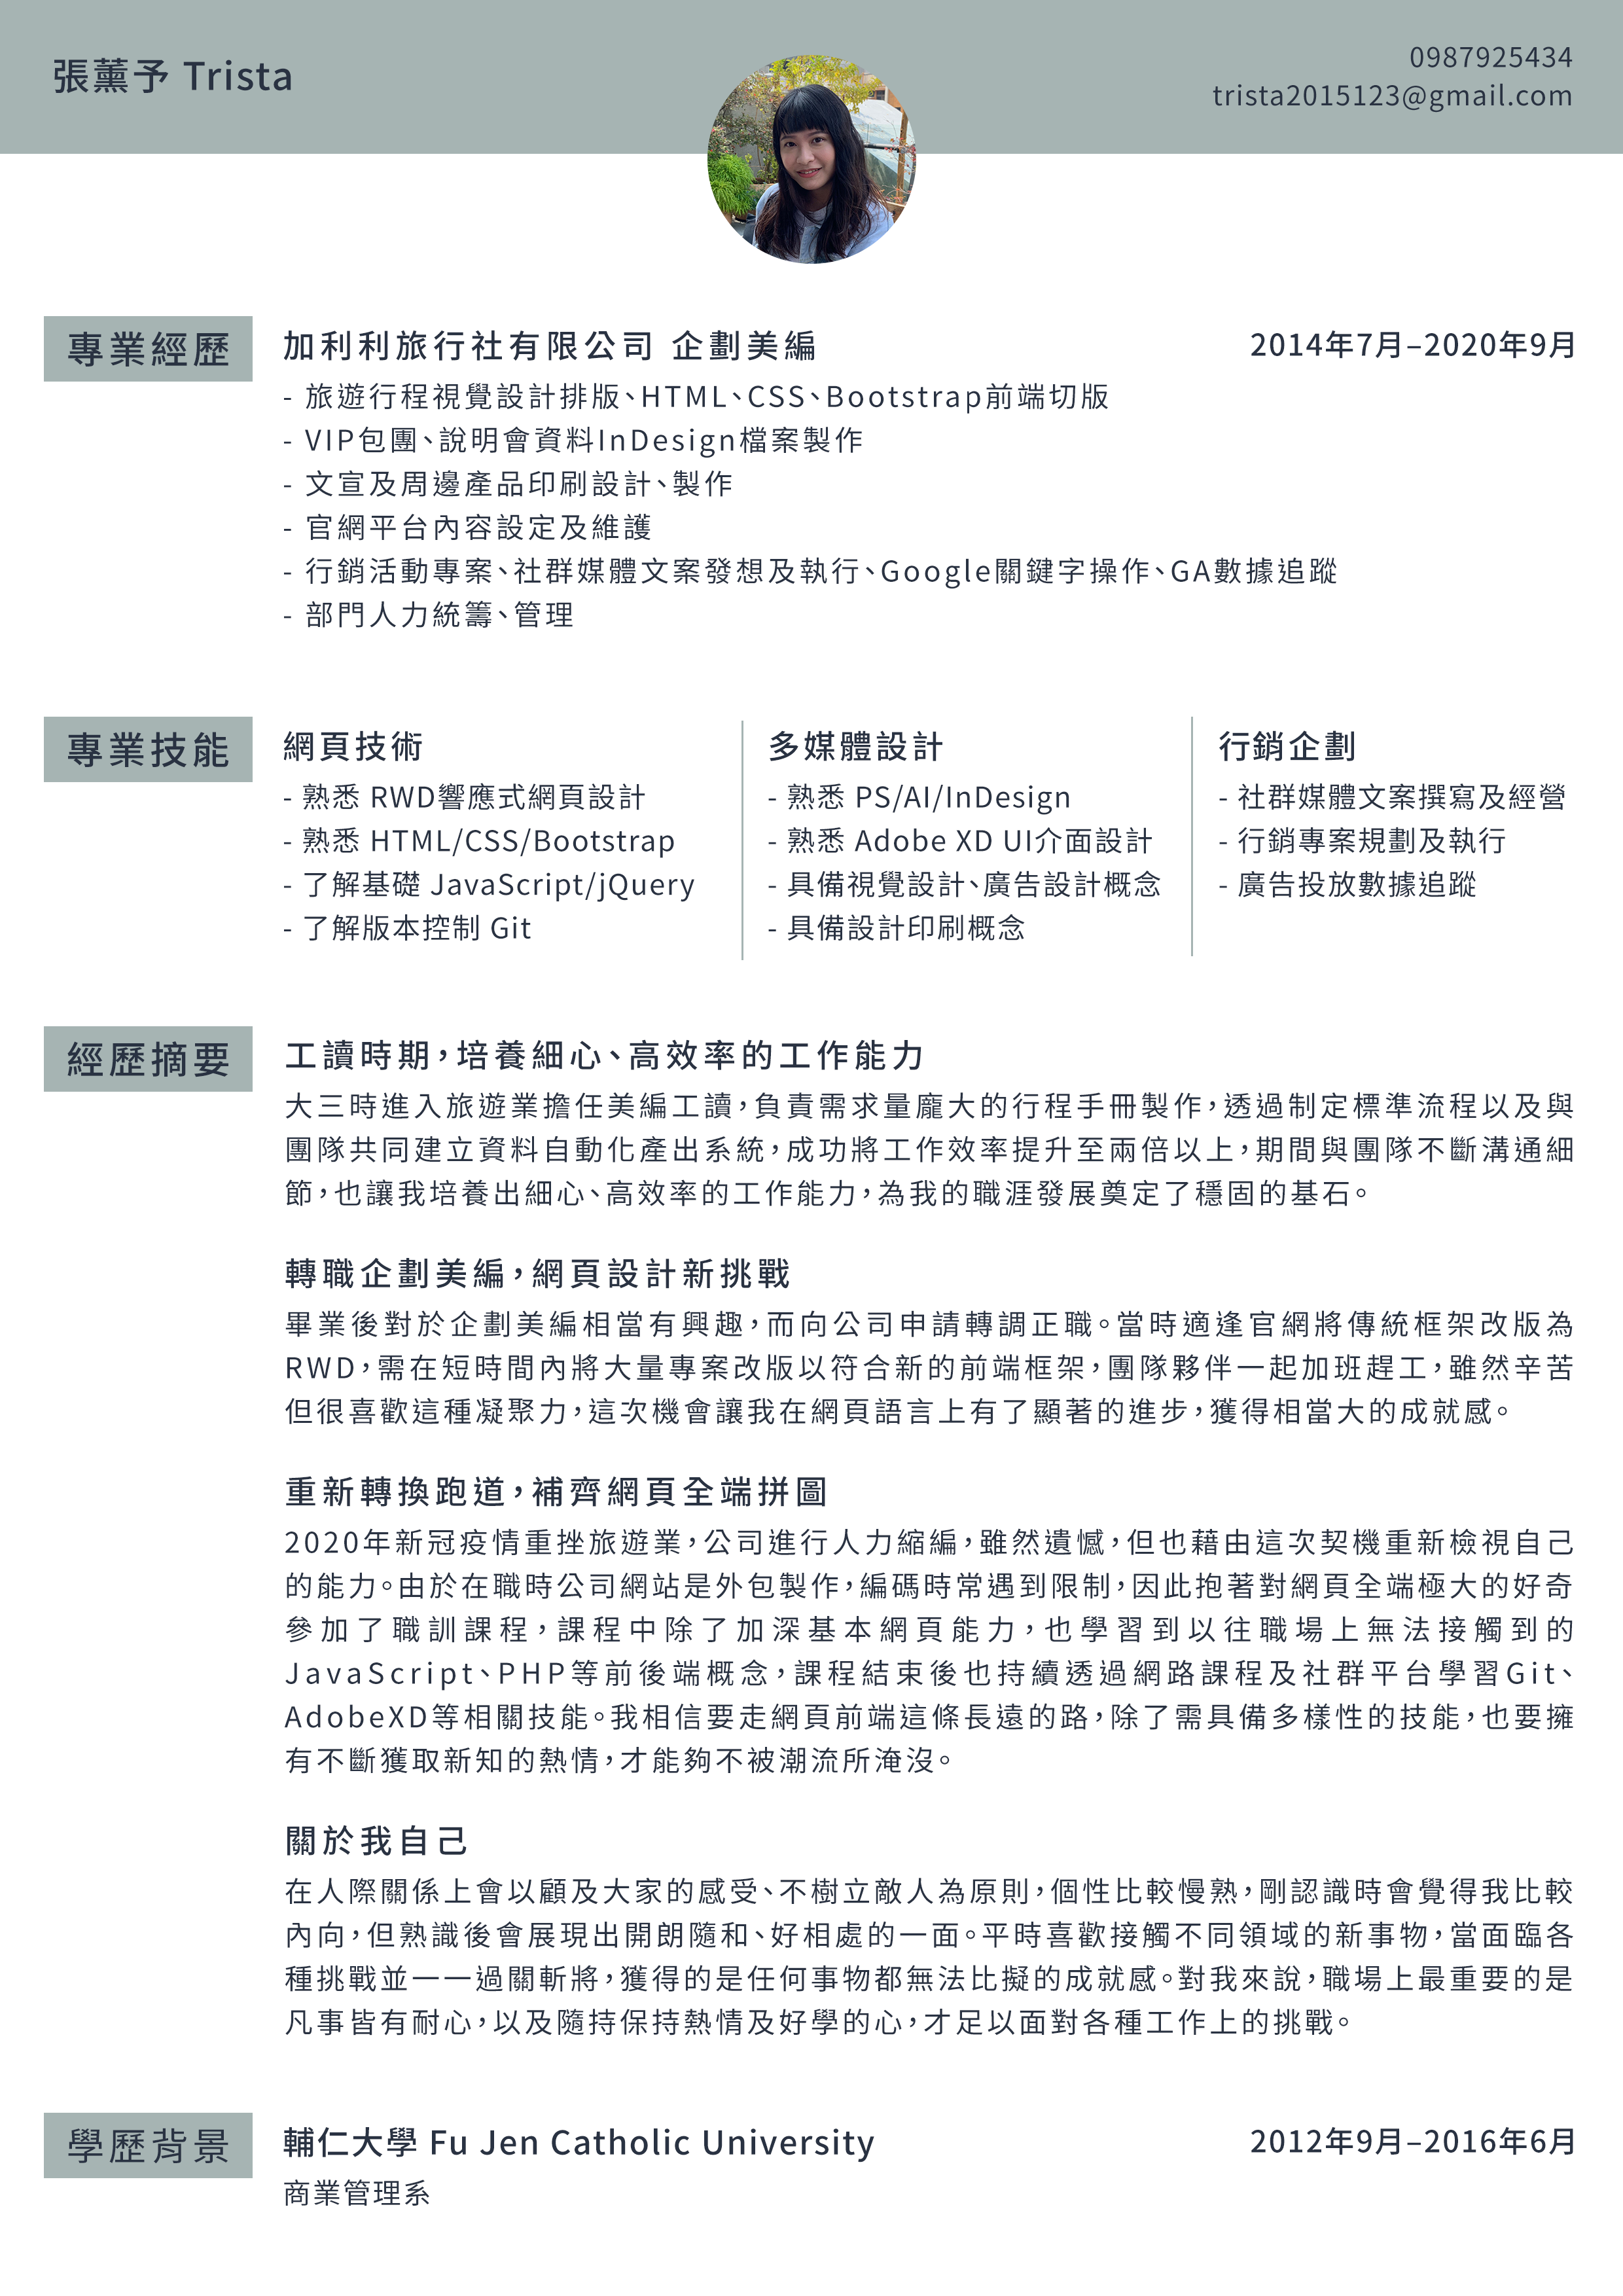 張薰予 Trista
0987925434
trista2015123@gmail.com
專業經歷
加利利旅行社有限公司 企劃美編
2014年7月–2020年9月
- 旅遊行程視覺設計排版、HTML、CSS、Bootstrap前端切版
- VIP包團、說明會資料InDesign檔案製作
- 文宣及周邊產品印刷設計、製作
- 官網平台內容設定及維護
- 行銷活動專案、社群媒體文案發想及執行、Google關鍵字操作、GA數據追蹤
- 部門人力統籌、管理
專業技能
網頁技術
- 熟悉 RWD響應式網頁設計
- 熟悉 HTML/CSS/Bootstrap
- 了解基礎 JavaScript/jQuery
- 了解版本控制 Git
多媒體設計
- 熟悉 PS/AI/InDesign
- 熟悉 Adobe XD UI介面設計
- 具備視覺設計、廣告設計概念
- 具備設計印刷概念
行銷企劃
- 社群媒體文案撰寫及經營
- 行銷專案規劃及執行
- 廣告投放數據追蹤
經歷摘要
工讀時期，培養細心、高效率的工作能力
大三時進入旅遊業擔任美編工讀，負責需求量龐大的行程手冊製作，透過制定標準流程以及與
團隊共同建立資料自動化產出系統，成功將工作效率提升至兩倍以上，期間與團隊不斷溝通細
節，也讓我培養出細心、高效率的工作能力，為我的職涯發展奠定了穩固的基石。
轉職企劃美編，網頁設計新挑戰
畢業後對於企劃美編相當有興趣，而向公司申請轉調正職。當時適逢官網將傳統框架改版為
RWD，需在短時間內將大量專案改版以符合新的前端框架，團隊夥伴一起加班趕工，雖然辛苦
但很喜歡這種凝聚力，這次機會讓我在網頁語言上有了顯著的進步，獲得相當大的成就感。
重新轉換跑道，補齊網頁全端拼圖
2020年新冠疫情重挫旅遊業，公司進行人力縮編，雖然遺憾，但也藉由這次契機重新檢視自己
的能力。由於在職時公司網站是外包製作，編碼時常遇到限制，因此抱著對網頁全端極大的好奇
參加了職訓課程，課程中除了加深基本網頁能力，也學習到以往職場上無法接觸到的
JavaScript、PHP等前後端概念，課程結束後也持續透過網路課程及社群平台學習Git、
AdobeXD等相關技能。我相信要走網頁前端這條長遠的路，除了需具備多樣性的技能，也要擁
有不斷獲取新知的熱情，才能夠不被潮流所淹沒。
關於我自己
在人際關係上會以顧及大家的感受、不樹立敵人為原則，個性比較慢熟，剛認識時會覺得我比較
內向，但熟識後會展現出開朗隨和、好相處的一面。平時喜歡接觸不同領域的新事物，當面臨各
種挑戰並一一過關斬將，獲得的是任何事物都無法比擬的成就感。對我來說，職場上最重要的是
凡事皆有耐心，以及隨持保持熱情及好學的心，才足以面對各種工作上的挑戰。
學歷背景
輔仁大學 Fu Jen Catholic University
2012年9月–2016年6月
商業管理系